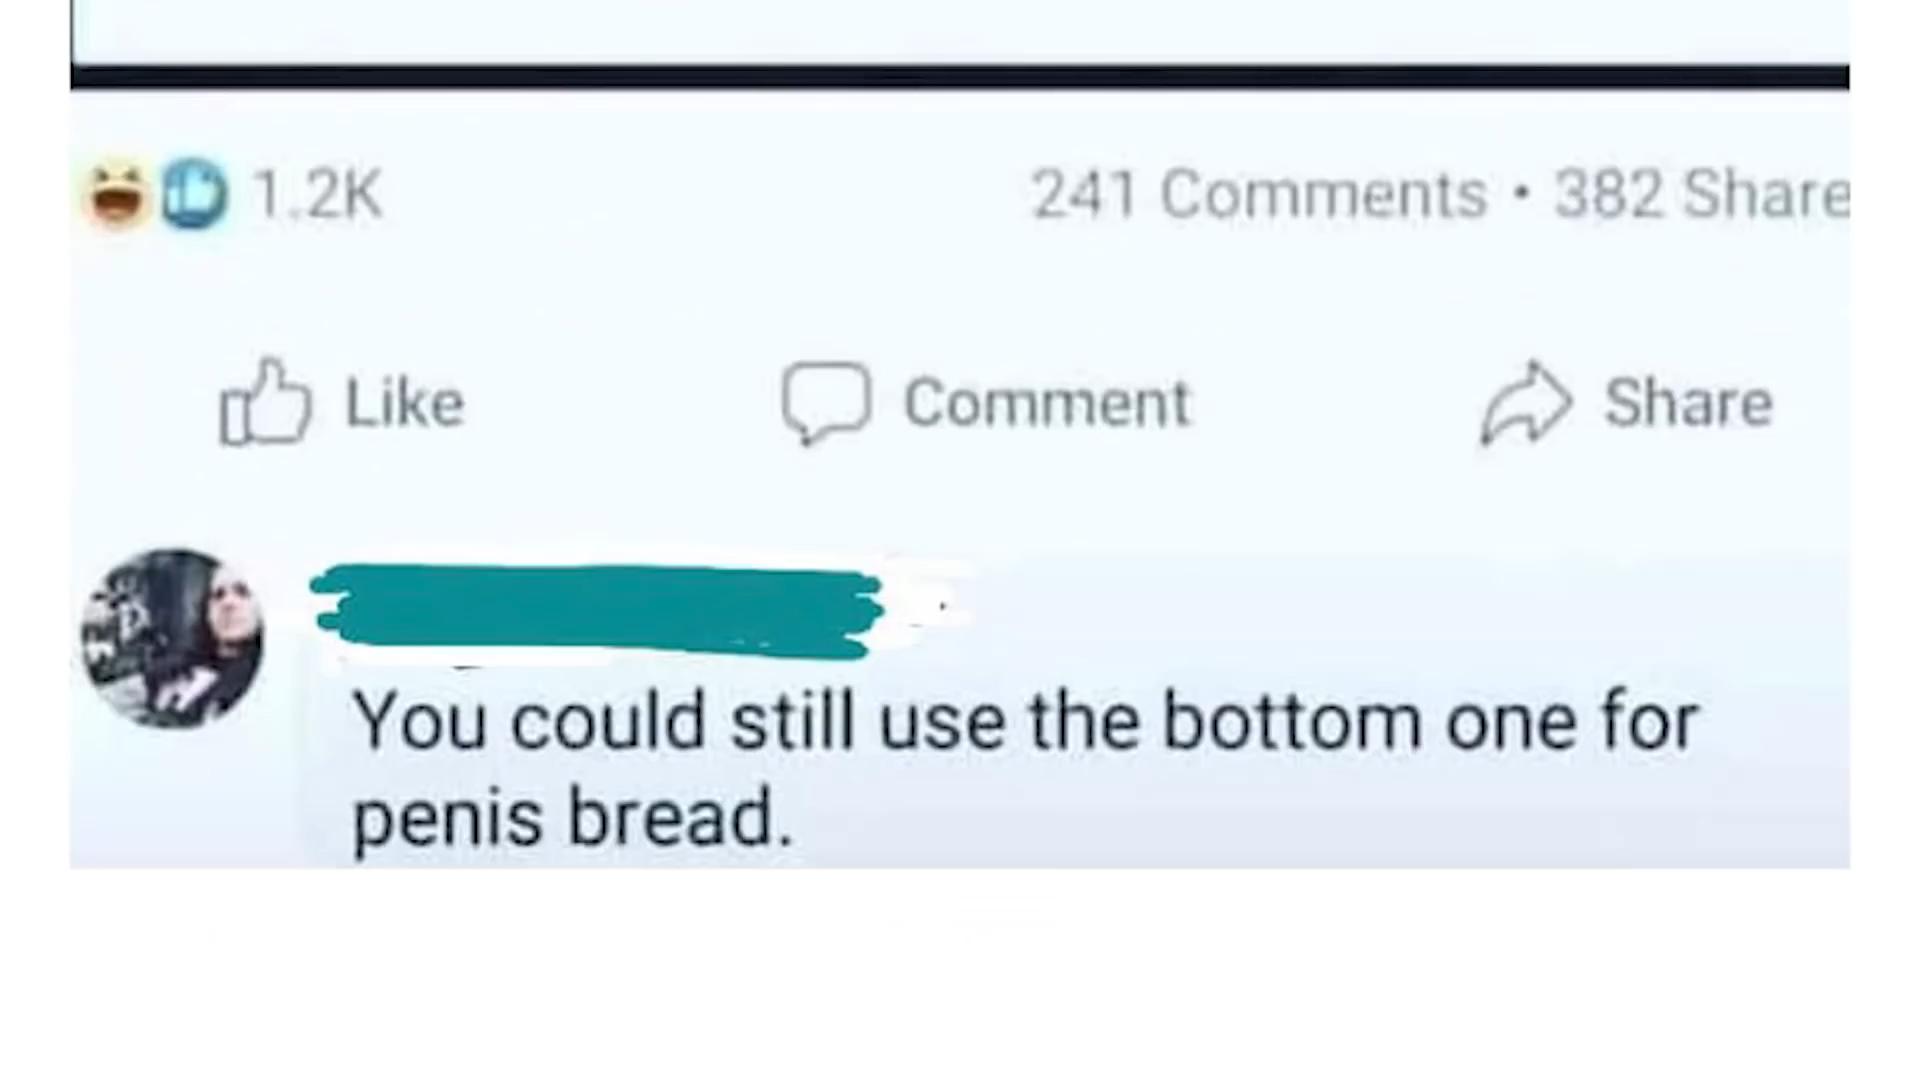 1.2K 241 Comments • 382 Share
Like Comment Share
You could still use the bottom one for
penis bread.